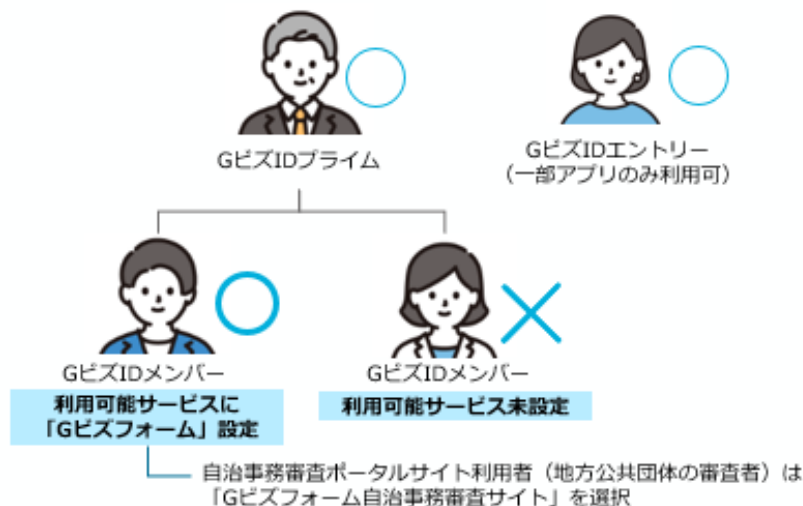 GビズIDプライム
GビズIDエントリー
（一部アプリのみ利用可）
GビズIDメンバー
利用可能サービスに
「Gビズフォーム」設定
GビズIDメンバー
利用可能サービス未設定
自治事務審査ポータルサイト利用者（地方公共団体の審査者）は
「Gビズフォーム自治事務審査サイト」を選択